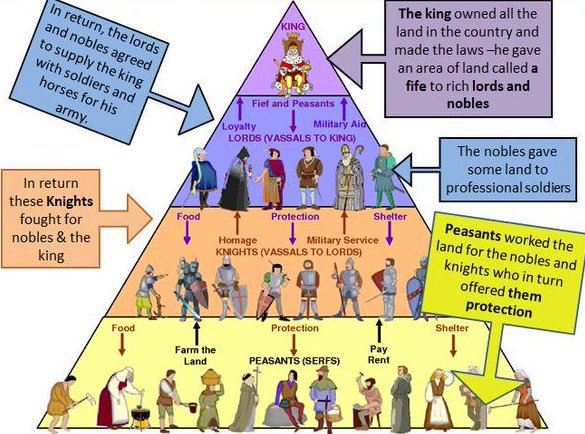 In return, the lords
and nobles agreed
to supply the king
with soldiers and
horses for his
army.
KING
The king owned all the
land in the country and
made the laws –he gave
an area of land called a
fife to rich lords and
nobles
Fief and Peasants
Loyalty
Military Aid
LORDS (VASSALS TO KING)
The nobles gave
some land to
professional soldiers
In return
these Knights
fought for
nobles & the
king
Food
Protection
Shelter
Homage
Military Service
KNIGHTS (VASSALS TO LORDS)
Peasants worked the
land for the nobles and
knights who in turn
offered them
protection
Food
Protection
Shelter
Farm the
Land
Pay
Rent
PEASANTS (SERFS)